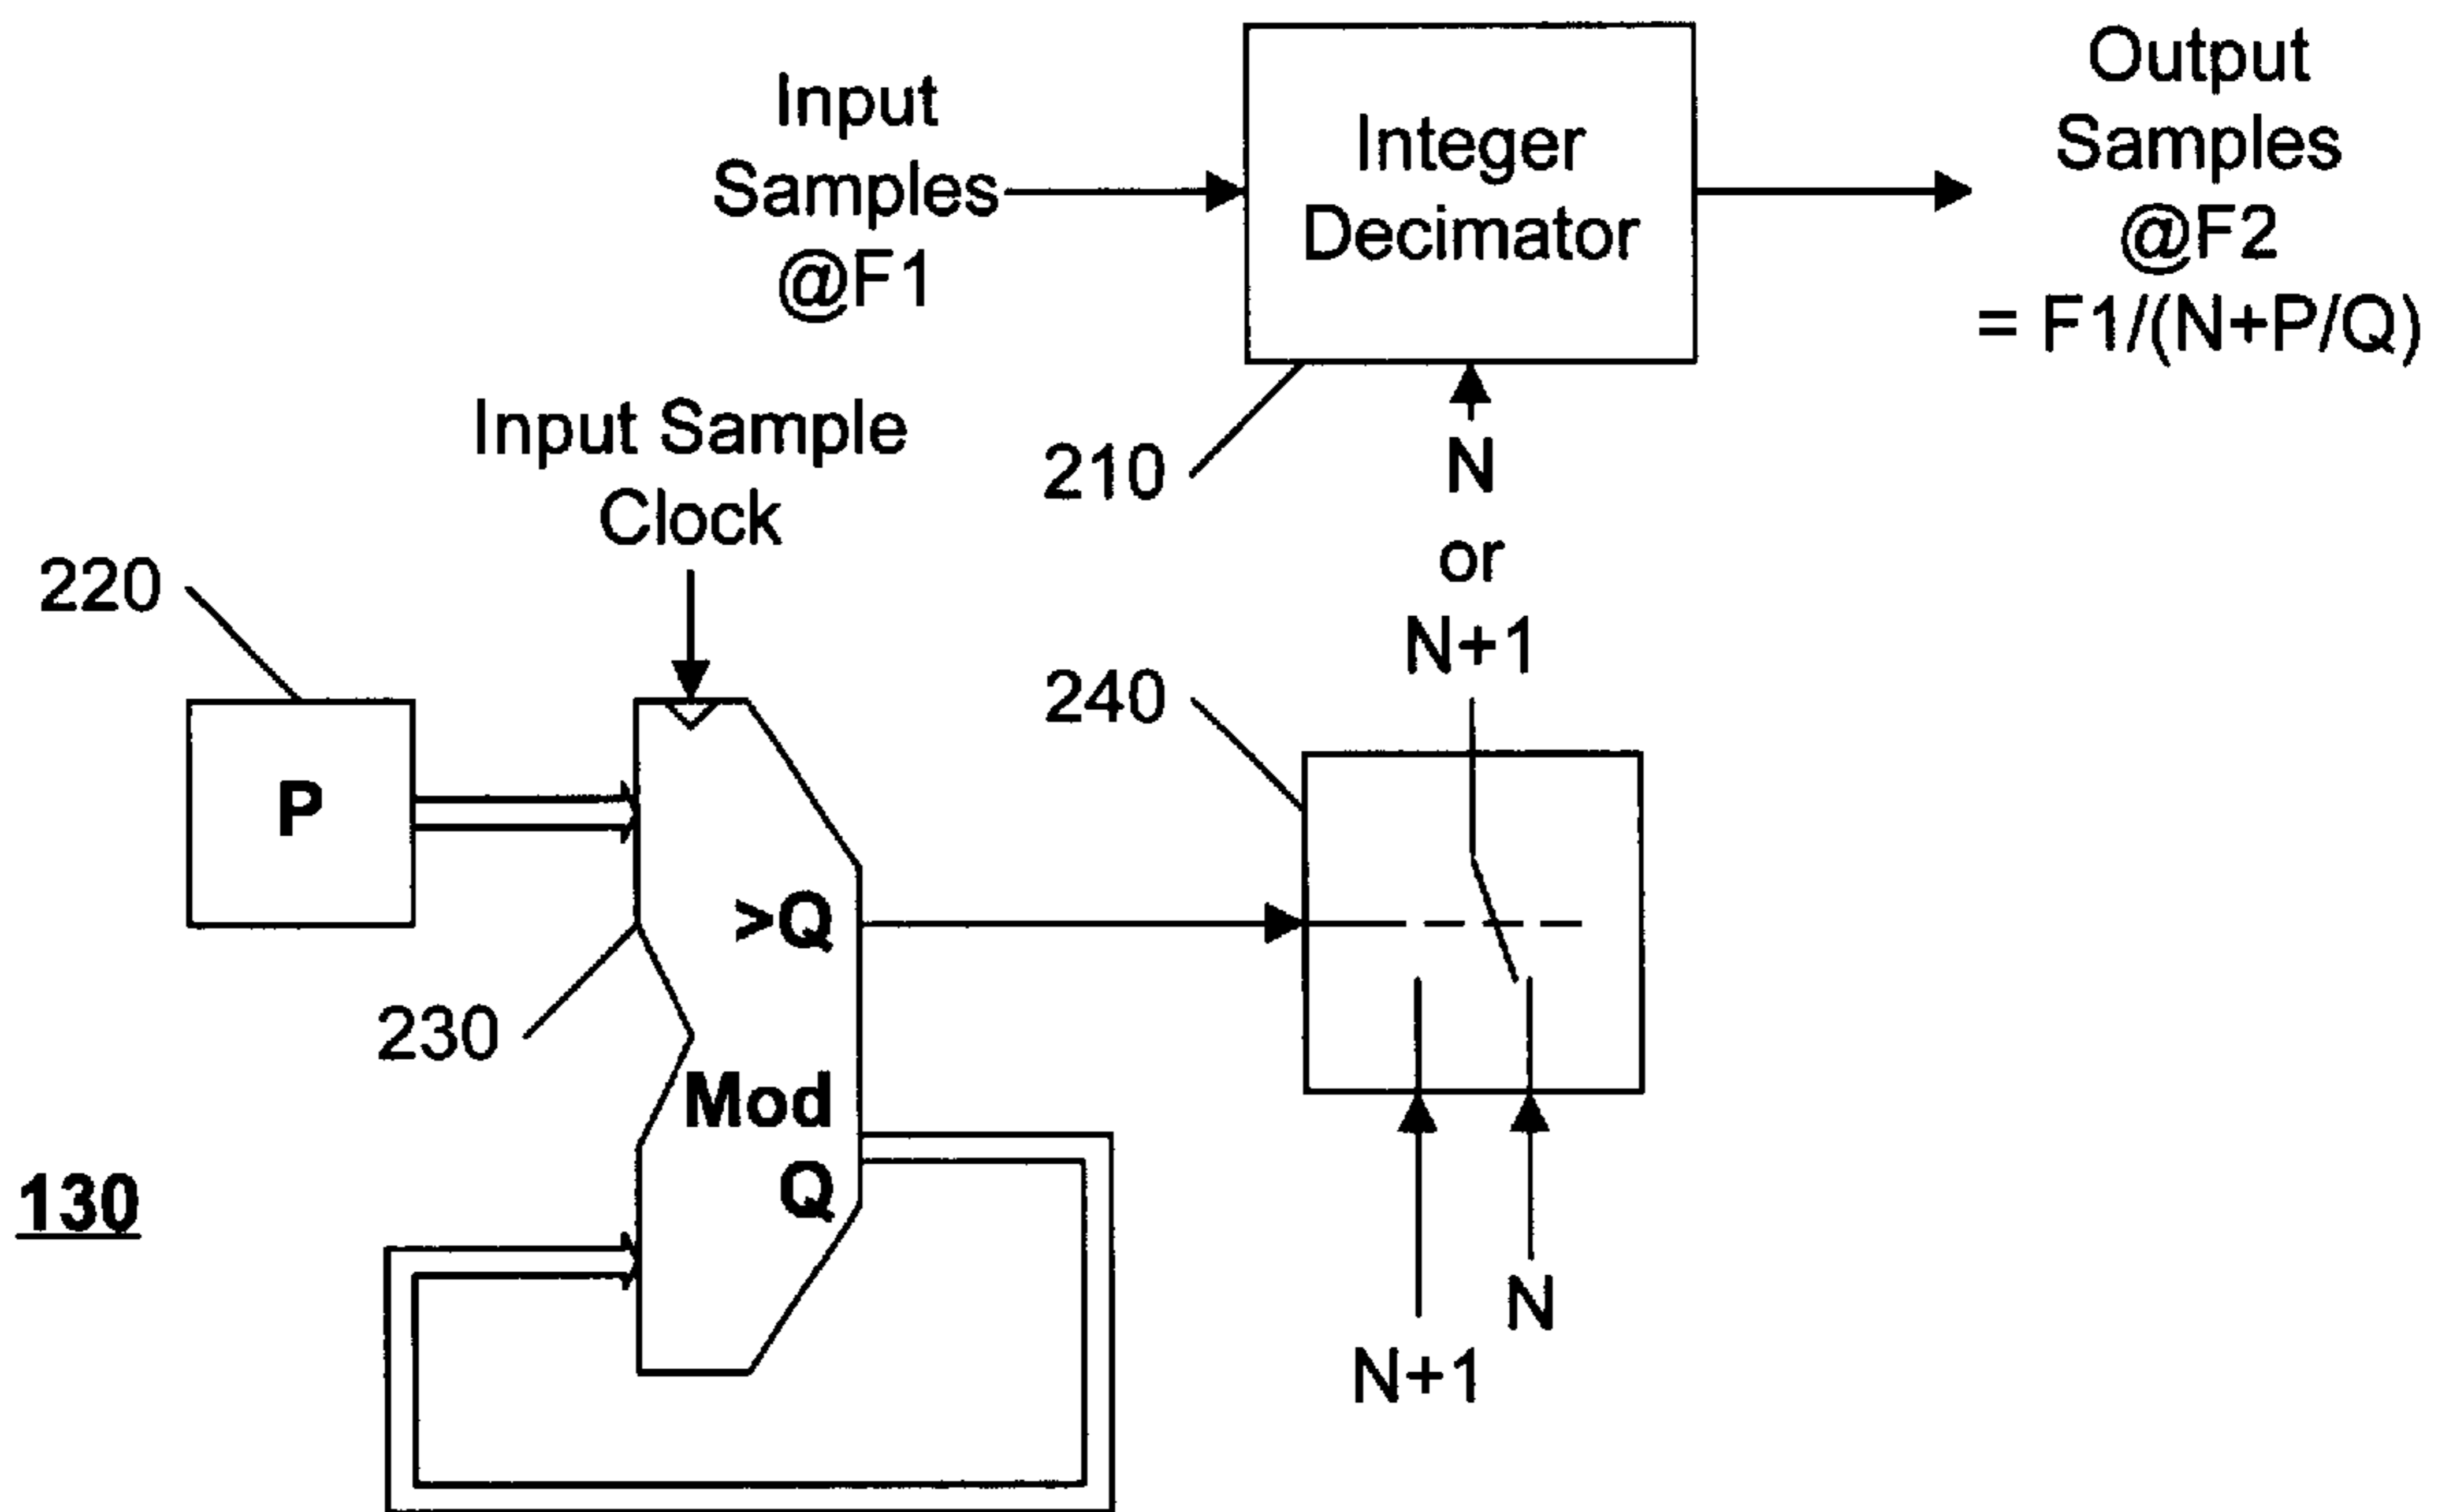 Input
Samples
@F1
Integer
Decimator
Output
Samples
@F2
= F1/(N+P/Q)
Input Sample
Clock
210
N
or
N+1
220
240
P
>Q
230
Mod
Q
130
N
N+1